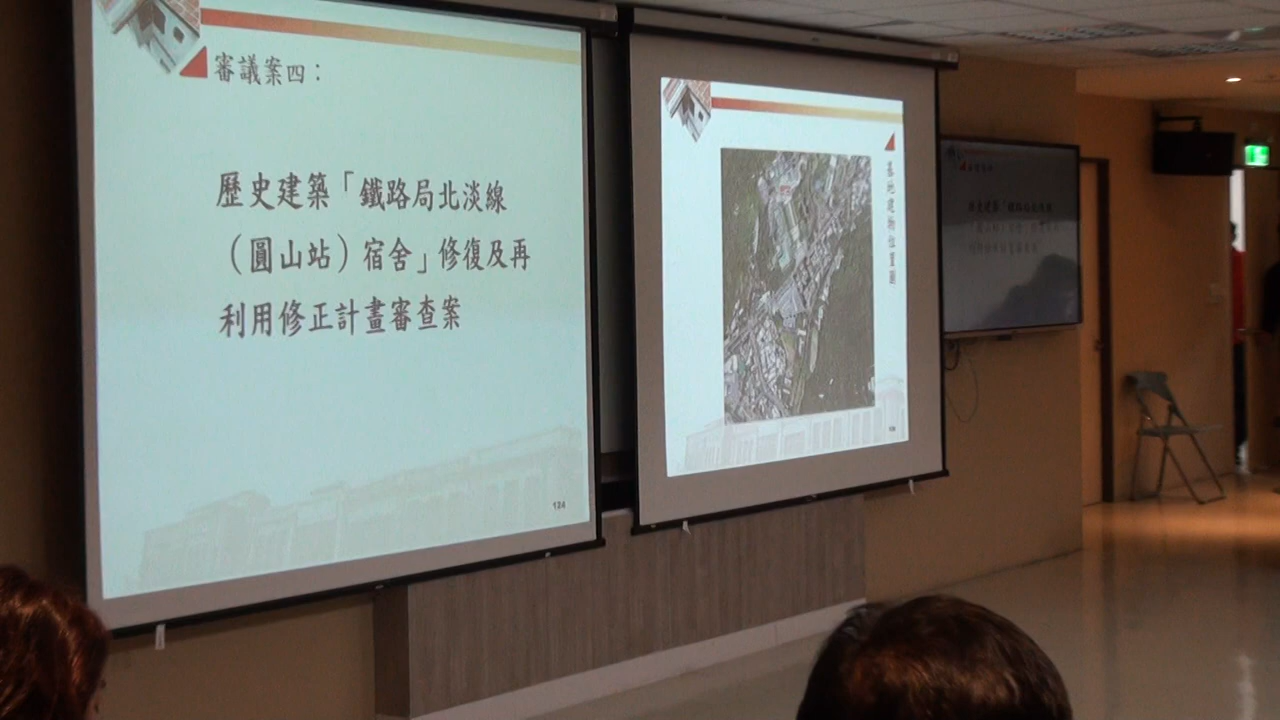 審議案四：
歷史建築「鐵路局北淡線
（圓山站）宿舍」修復及再
利用修正計畫審查案
124
基地建物位置圖